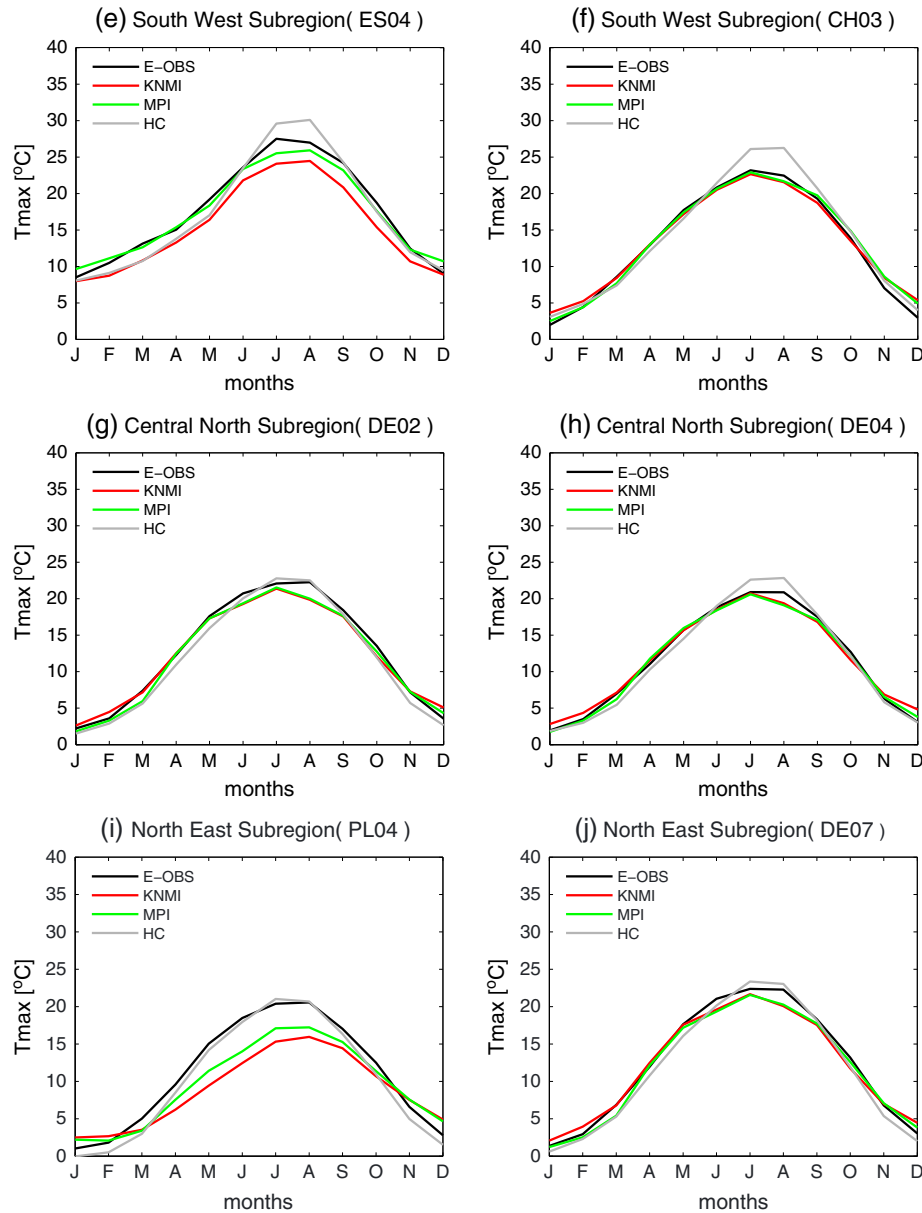 (e) South West Subregion( ES04 )
Tmax [°C]
40
35
30
25
20
15
10
5
0
E-OBS
KNMI
MPI
HC
J F M A M J J A S O N D
months
(f) South West Subregion( CH03 )
Tmax [°C]
40
35
30
25
20
15
10
5
0
E-OBS
KNMI
MPI
HC
J F M A M J J A S O N D
months
(g) Central North Subregion( DE02 )
Tmax [°C]
40
35
30
25
20
15
10
5
0
E-OBS
KNMI
MPI
HC
J F M A M J J A S O N D
months
(h) Central North Subregion( DE04 )
Tmax [°C]
40
35
30
25
20
15
10
5
0
E-OBS
KNMI
MPI
HC
J F M A M J J A S O N D
months
(i) North East Subregion( PL04 )
Tmax [°C]
40
35
30
25
20
15
10
5
0
E-OBS
KNMI
MPI
HC
J F M A M J J A S O N D
months
(j) North East Subregion( DE07 )
Tmax [°C]
40
35
30
25
20
15
10
5
0
E-OBS
KNMI
MPI
HC
J F M A M J J A S O N D
months